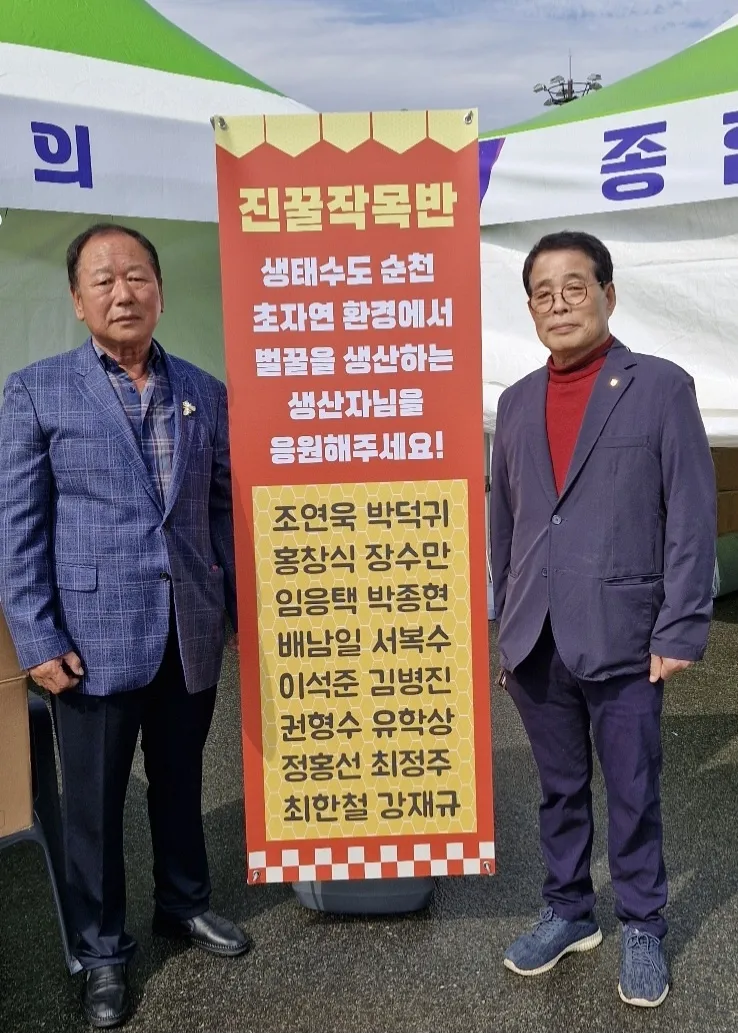 의
종
진꿀작목반
생태수도 순천
초자연 환경에서
벌꿀을 생산하는
생산자님을
응원해주세요!
조연욱 박덕귀
홍창식 장수만
임응택 박종현
배남일 서복수
이석준 김병진
권형수 유학상
정홍선 최정주
최한철 강재규